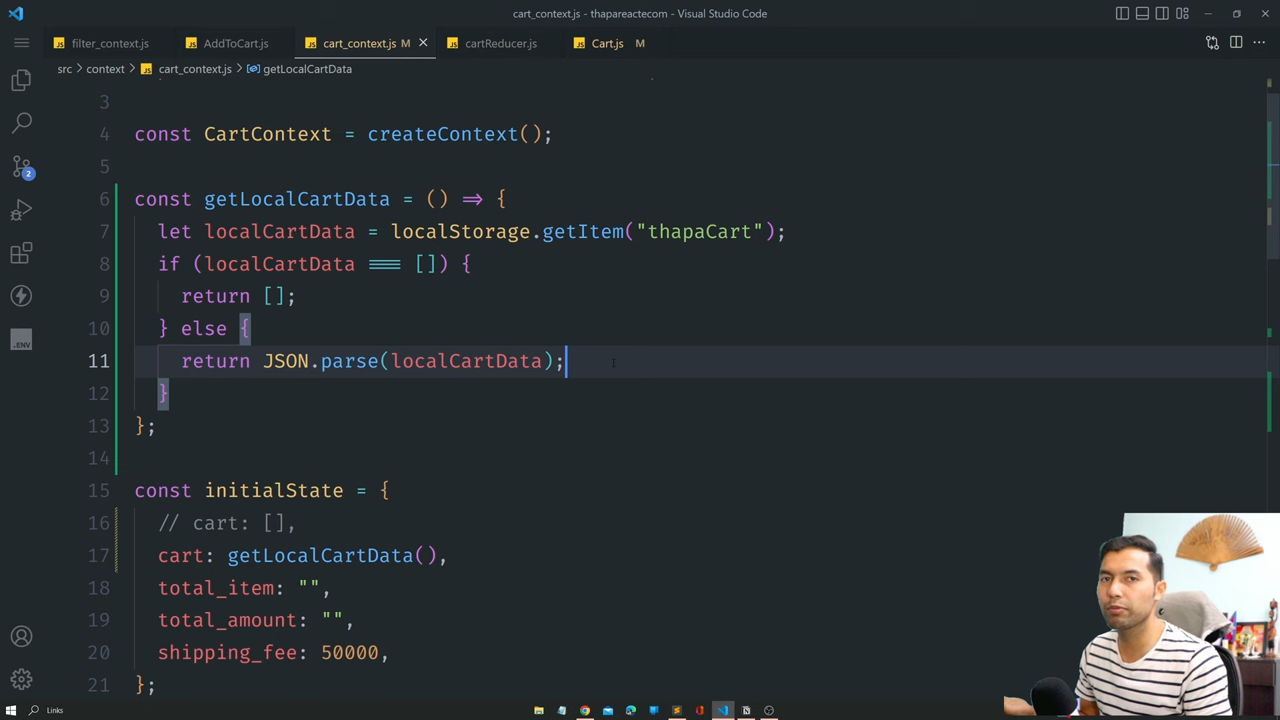 cart_context.js - thapareactecom - Visual Studio Code
filter_context.js
AddToCart.js
cart_context.js M
cartReducer.js
Cart.js M
src > context > cart_context.js > getLocalCartData
3
4 const CartContext = createContext();
5
6 const getLocalCartData = () => {
7 let localCartData = localStorage.getItem("thapaCart");
8 if (localCartData === []) {
9 return [];
10 } else {
11 return JSON.parse(localCartData);
12 }
13 };
14
15 const initialState = {
16 // cart: [],
17 cart: getLocalCartData(),
18 total_item: "",
19 total_amount: "",
20 shipping_fee: 50000,
21 };
2
.ENV
Links